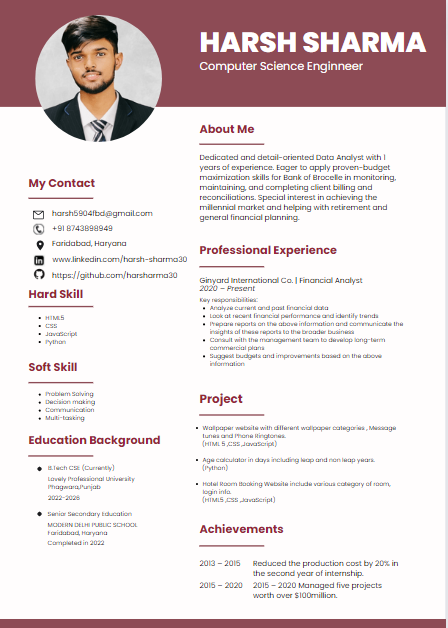 HARSH SHARMA
Computer Science Enginneer
My Contact
harsh5904fbd@gmail.com
+91 8743898949
Faridabad, Haryana
www.linkedin.com/harsh-sharma30
https://github.com/harsharma30
Hard Skill
HTML5
CSS
JavaScript
Python
Soft Skill
Problem Solving
Decision making
Communication
Multi-tasking
Education Background
B.Tech CSE (Currently)
Lovely Professional University
Phagwara,Punjab
2022-2026
Senior Secondary Education
MODERN DELHI PUBLIC SCHOOL
Faridabad, Haryana
Completed in 2022
About Me
Dedicated and detail-oriented Data Analyst with 1
years of experience. Eager to apply proven-budget
maximization skills for Bank of Brocelle in monitoring,
maintaining, and completing client billing and
reconciliations. Special interest in achieving the
millennial market and helping with retirement and
general financial planning.
Professional Experience
Ginyard International Co. | Financial Analyst
2020 – Present
Key responsibilities:
Analyze current and past financial data
Look at recent financial performance and identify trends
Prepare reports on the above information and communicate the
insights of these reports to the broader business
Consult with the management team to develop long-term
commercial plans
Suggest budgets and improvements based on the above
information
Project
Wallpaper website with different wallpaper categories , Message
tunes and Phone Ringtones.
(HTML 5 ,CSS ,JavaScript)
Age calculator in days including leap and non leap years.
(Python)
Hotel Room Booking Website include various category of room,
login info.
(HTML5 ,CSS ,JavaScript)
Achievements
2013 – 2015 Reduced the production cost by 20% in
the second year of internship.
2015 – 2020 2015 – 2020 Managed five projects
worth over $100million.